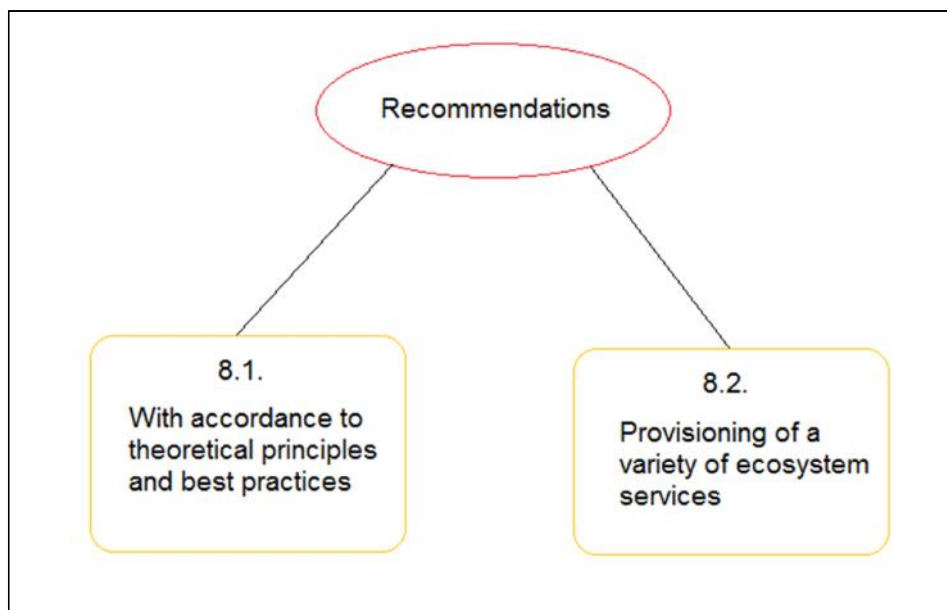 Recommendations
8.1.
With accordance to
theoretical principles
and best practices
8.2.
Provisioning of a
variety of ecosystem
services